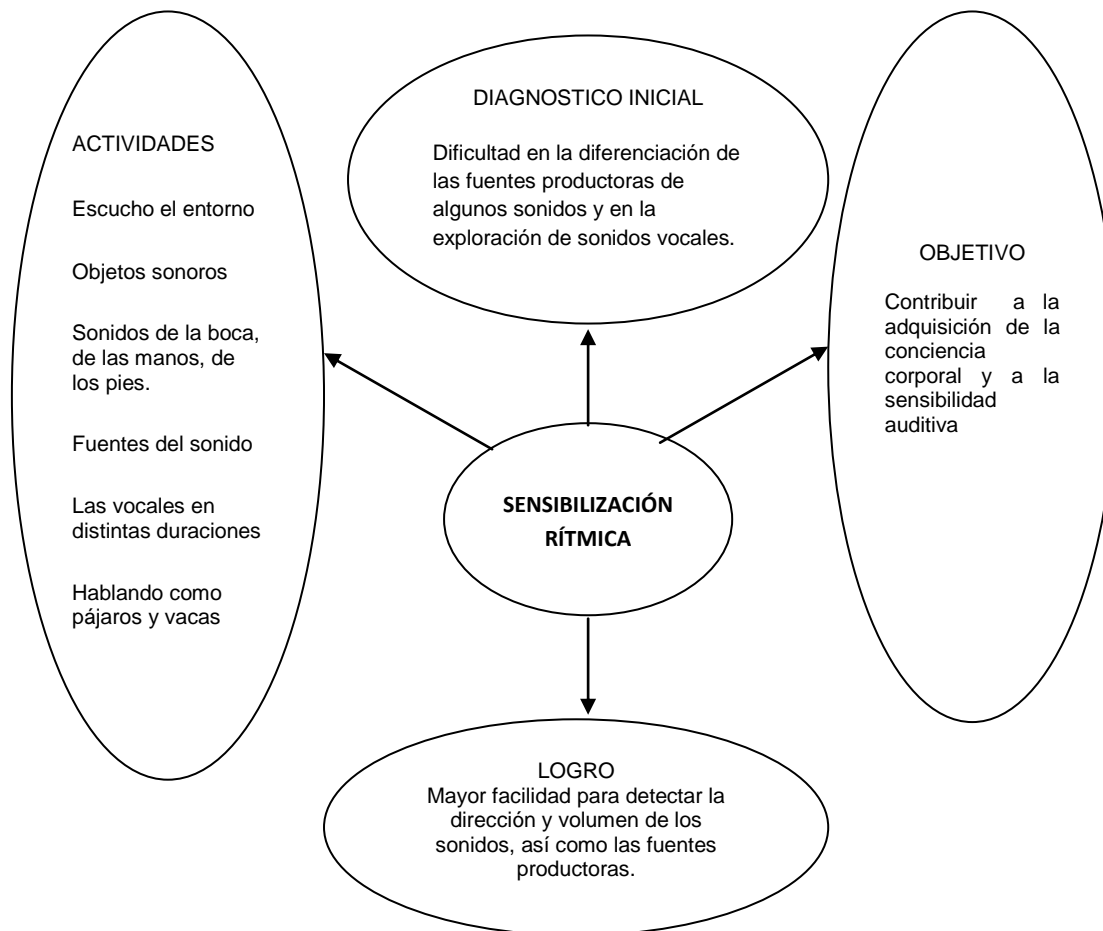 ACTIVIDADES
Escucho el entorno
Objetos sonoros
Sonidos de la boca,
de las manos, de
los pies.
Fuentes del sonido
Las vocales en
distintas duraciones
Hablando como
pájaros y vacas
DIAGNOSTICO INICIAL
Dificultad en la diferenciación de
las fuentes productoras de
algunos sonidos y en la
exploración de sonidos vocales.
OBJETIVO
Contribuir a la
adquisición de la
conciencia
corporal y a la
sensibilidad
auditiva
SENSIBILIZACIÓN
RÍTMICA
LOGRO
Mayor facilidad para detectar la
dirección y volumen de los
sonidos, así como las fuentes
productoras.